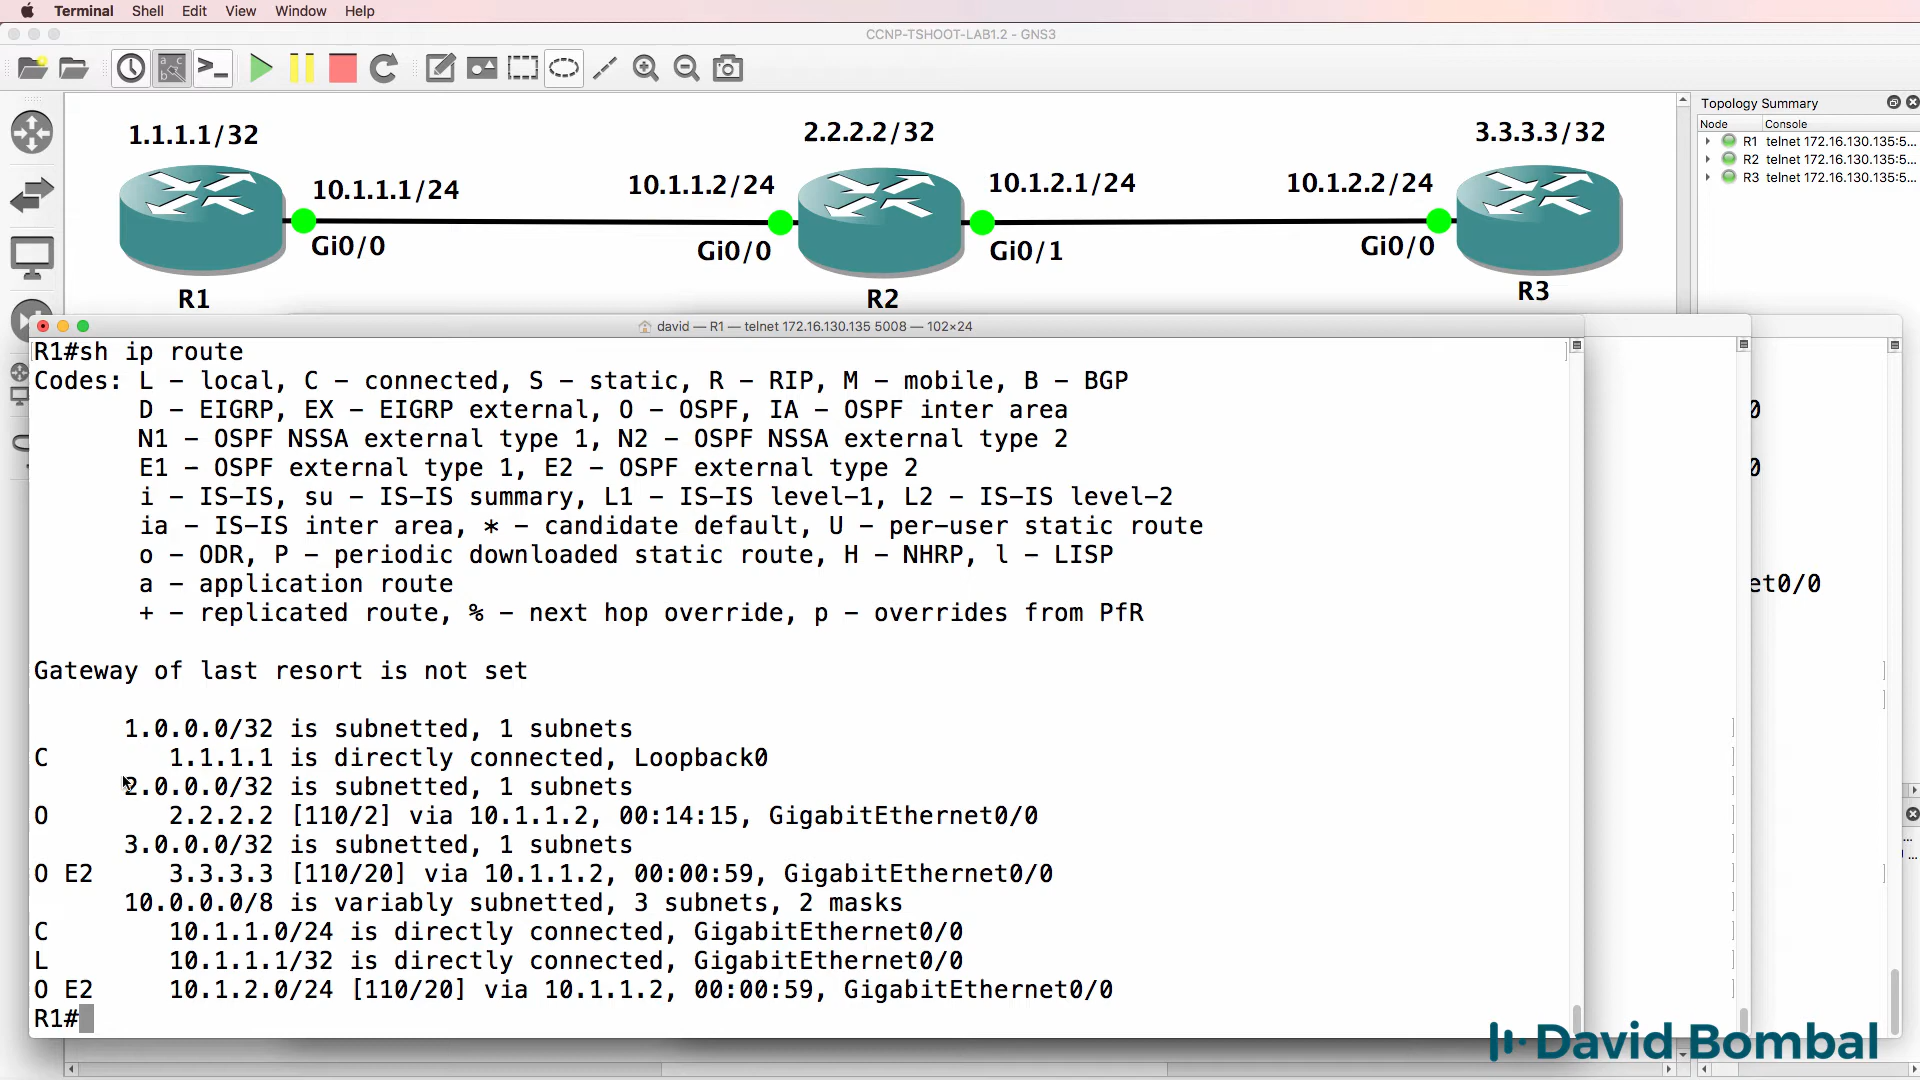 Terminal Shell Edit View Window Help
CCNP-TSHOOT-LAB1.2 - GNS3
Topology Summary
Node Console
R1 telnet 172.16.130.135:5...
R2 telnet 172.16.130.135:5...
R3 telnet 172.16.130.135:5...
1.1.1.1/32
2.2.2.2/32
3.3.3.3/32
10.1.1.1/24
10.1.1.2/24
10.1.2.1/24
10.1.2.2/24
Gi0/0
Gi0/0
Gi0/1
Gi0/0
R1
R2
R3
david — R1 — telnet 172.16.130.135 5008 — 102×24
R1#sh ip route
Codes: L - local, C - connected, S - static, R - RIP, M - mobile, B - BGP
D - EIGRP, EX - EIGRP external, O - OSPF, IA - OSPF inter area
N1 - OSPF NSSA external type 1, N2 - OSPF NSSA external type 2
E1 - OSPF external type 1, E2 - OSPF external type 2
i - IS-IS, su - IS-IS summary, L1 - IS-IS level-1, L2 - IS-IS level-2
ia - IS-IS inter area, * - candidate default, U - per-user static route
o - ODR, P - periodic downloaded static route, H - NHRP, l - LISP
a - application route
+ - replicated route, % - next hop override, p - overrides from PfR
Gateway of last resort is not set
1.0.0.0/32 is subnetted, 1 subnets
C 1.1.1.1 is directly connected, Loopback0
2.0.0.0/32 is subnetted, 1 subnets
O 2.2.2.2 [110/2] via 10.1.1.2, 00:14:15, GigabitEthernet0/0
3.0.0.0/32 is subnetted, 1 subnets
O E2 3.3.3.3 [110/20] via 10.1.1.2, 00:00:59, GigabitEthernet0/0
10.0.0.0/8 is variably subnetted, 3 subnets, 2 masks
C 10.1.1.0/24 is directly connected, GigabitEthernet0/0
L 10.1.1.1/32 is directly connected, GigabitEthernet0/0
O E2 10.1.2.0/24 [110/20] via 10.1.1.2, 00:00:59, GigabitEthernet0/0
R1#
0
0
et0/0
David Bombal